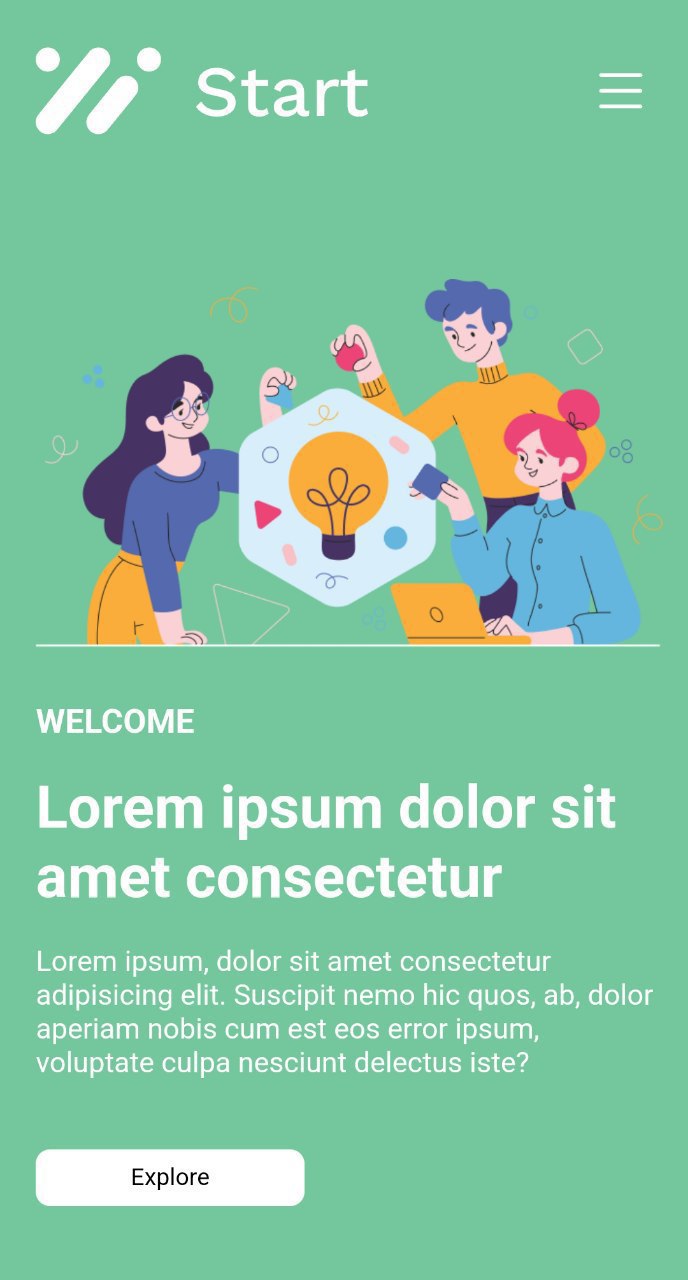 Start
WELCOME
Lorem ipsum dolor sit
amet consectetur
Lorem ipsum, dolor sit amet consectetur
adipisicing elit. Suscipit nemo hic quos, ab, dolor
aperiam nobis cum est eos error ipsum,
voluptate culpa nesciunt delectus iste?
Explore